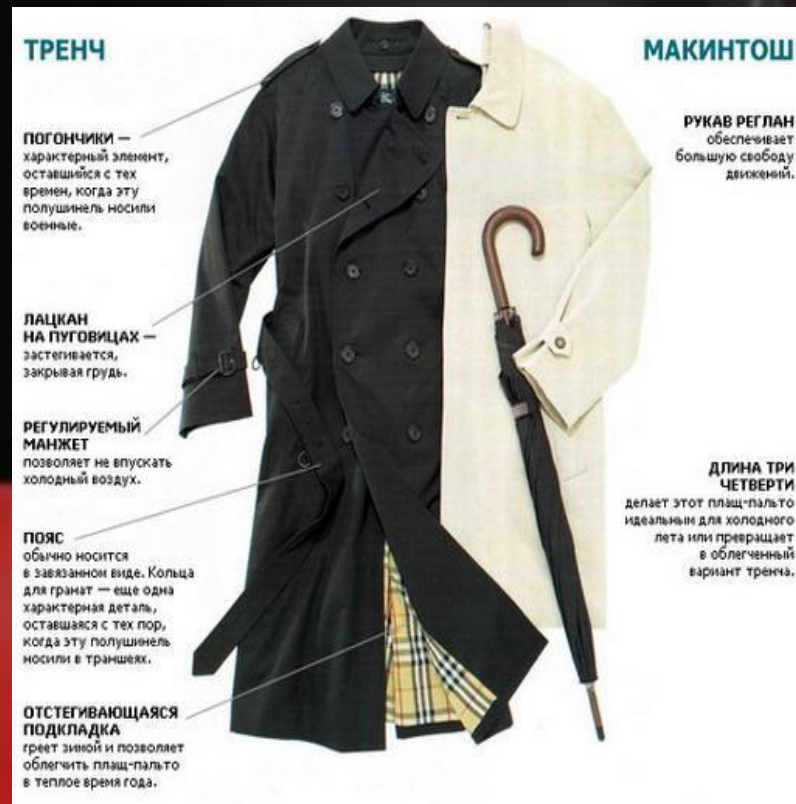 ТРЕНЧ
ПОГОНЧИКИ —
характерный элемент,
оставшийся с тех
времен, когда эту
полушинель носили
военные.
ЛАЦКАН
НА ПУГОВИЦАХ —
застегивается,
закрывая грудь.
РЕГУЛИРУЕМЫЙ
МАНЖЕТ
позволяет не впускать
холодный воздух.
ПОЯС
обычно носится
в завязанном виде. Кольца
для гранат — еще одна
характерная деталь,
оставшаяся с тех пор,
когда эту полушинель
носили в траншеях.
ОТСТЕГИВАЮЩАЯСЯ
ПОДКЛАДКА
греет зимой и позволяет
облегчить плащ-пальто
в теплое время года.
МАКИНТОШ
РУКАВ РЕГЛАН
обеспечивает
большую свободу
движений.
ДЛИНА ТРИ
ЧЕТВЕРТИ
делает этот плащ-пальто
идеальным для холодного
лета или превращает
в облегченный
вариант тренча.